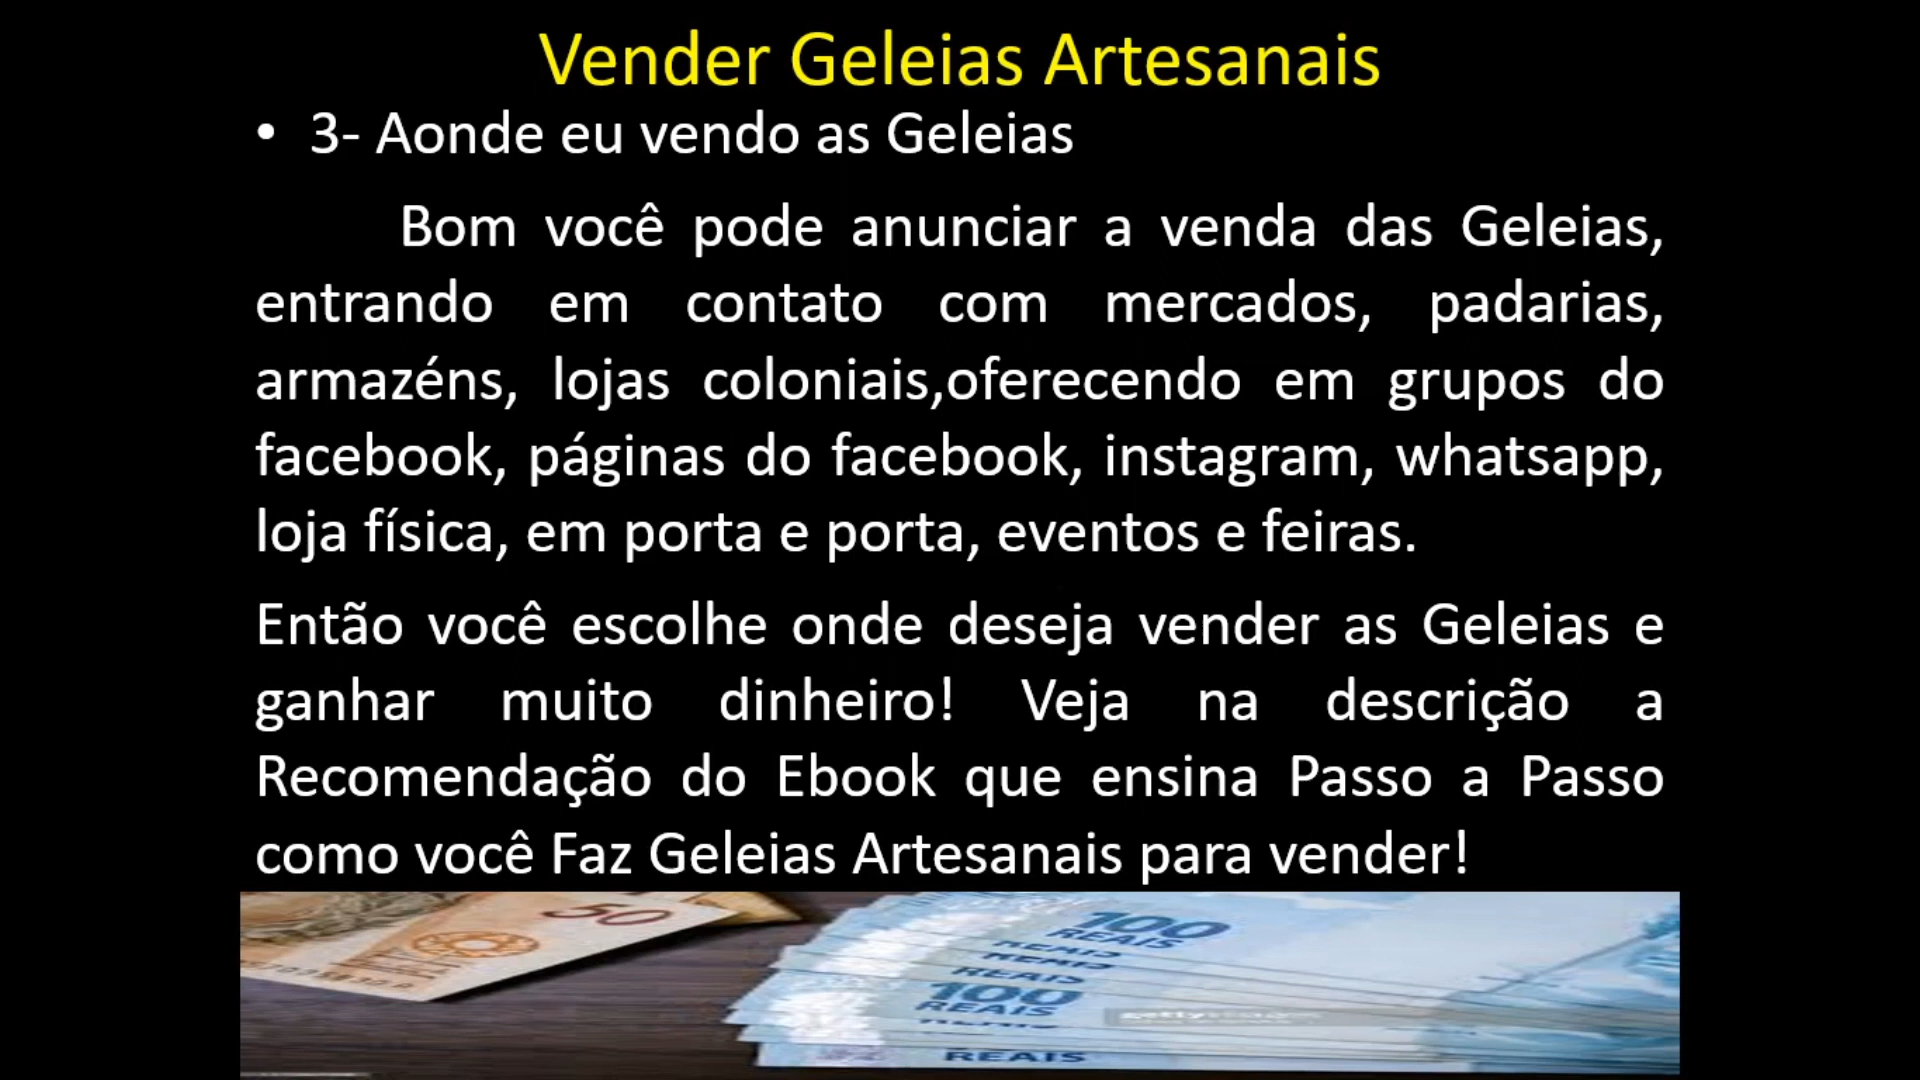 Vender Geleias Artesanais
• 3- Aonde eu vendo as Geleias
Bom você pode anunciar a venda das Geleias,
entrando em contato com mercados, padarias,
armazéns, lojas coloniais,oferecendo em grupos do
facebook, páginas do facebook, instagram, whatsapp,
loja física, em porta e porta, eventos e feiras.
Então você escolhe onde deseja vender as Geleias e
ganhar muito dinheiro! Veja na descrição a
Recomendação do Ebook que ensina Passo a Passo
como você Faz Geleias Artesanais para vender!
50
100
REAIS
REAIS
REAIS
100
REAIS
REAIS